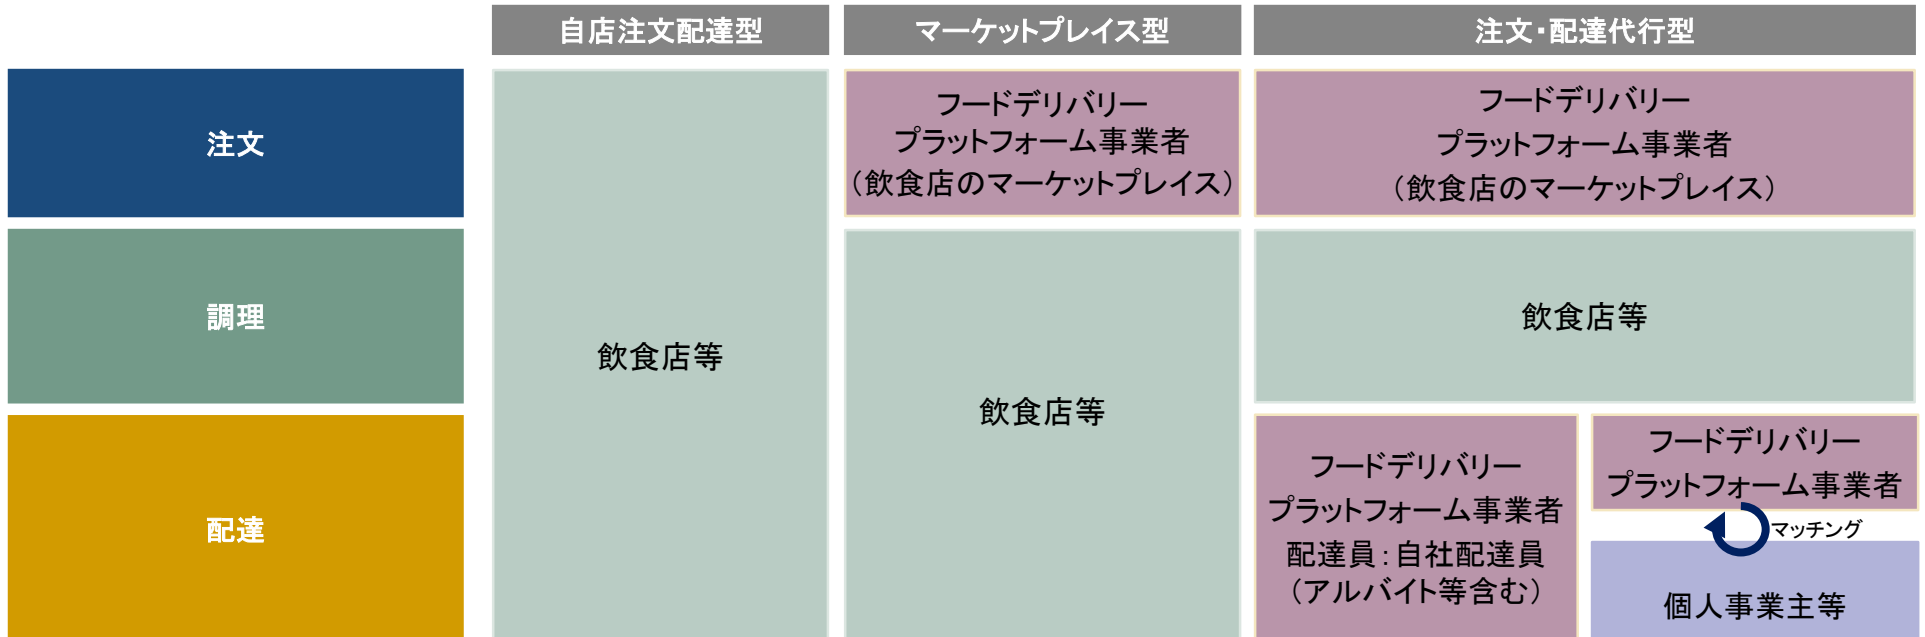 自店注文配達型
マーケットプレイス型
注文・配達代行型
注文
フードデリバリー
プラットフォーム事業者
（飲食店のマーケットプレイス）
フードデリバリー
プラットフォーム事業者
（飲食店のマーケットプレイス）
調理
飲食店等
飲食店等
飲食店等
配達
フードデリバリー
プラットフォーム事業者
配達員：自社配達員
（アルバイト等含む）
フードデリバリー
プラットフォーム事業者
マッチング
個人事業主等